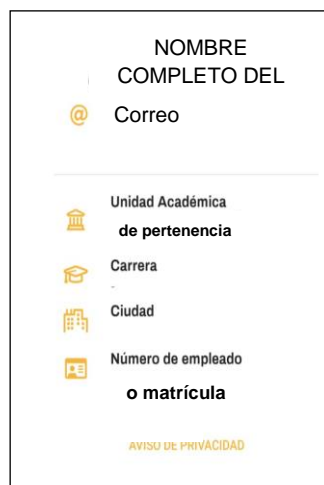 NOMBRE
COMPLETO DEL
@ Correo
Unidad Académica
de pertenencia
Carrera
-
Ciudad
Número de empleado
o matrícula
AVISO DE PRIVACIDAD